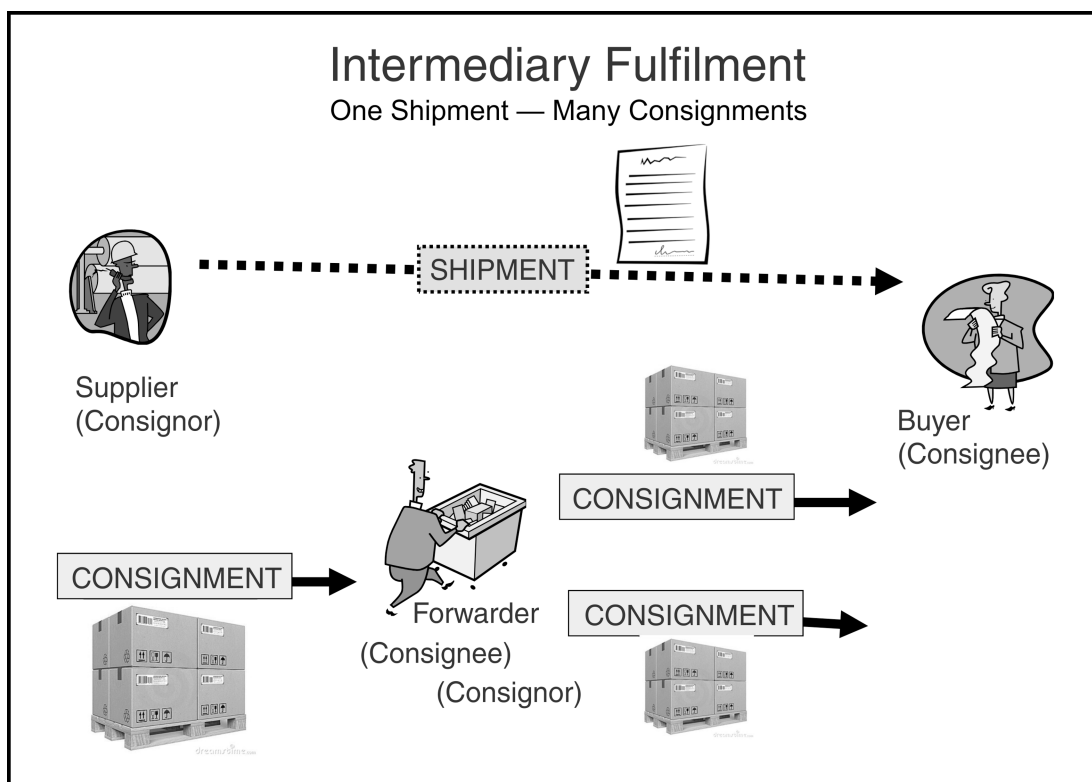 Intermediary Fulfilment
One Shipment — Many Consignments
SHIPMENT
Supplier
(Consignor)
Buyer
(Consignee)
CONSIGNMENT
CONSIGNMENT
Forwarder
(Consignee)
(Consignor)
CONSIGNMENT